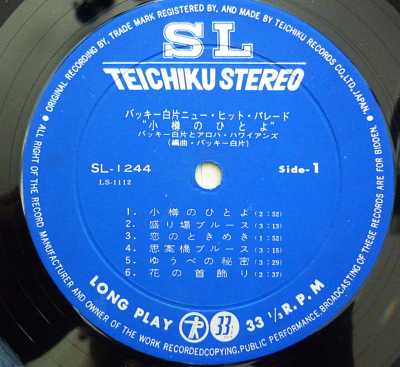 ORIGINAL RECORDING BY, TRADE MARK REGISTERED BY, AND MANUFACTURED BY TEICHIKU RECORDS CO., LTD., JAPAN.
SL
TEICHIKU STEREO
バッキー白片ニュー・ヒット・パレード
"小樽のひとよ"
バッキー白片とアロハ・ハワイアンズ
(編曲・バッキー白片)
SL-1244
Side-1
LS-1112
1. 小樽のひとよ (2:52)
2. 盛り場ブルース (3:13)
3. 恋のときめき (2:52)
4. 思案橋ブルース (3:15)
5. ゆうべの秘密 (3:29)
6. 花の首飾り (2:37)
LONG PLAY 33 33 1/3 R.P.M
ALL RIGHT OF THE RECORD MANUFACTURER AND OWNER OF THE WORK RECORDED. COPYING, PUBLIC PERFORMANCE, BROADCASTING OF THESE RECORDS ARE FORBIDDEN.